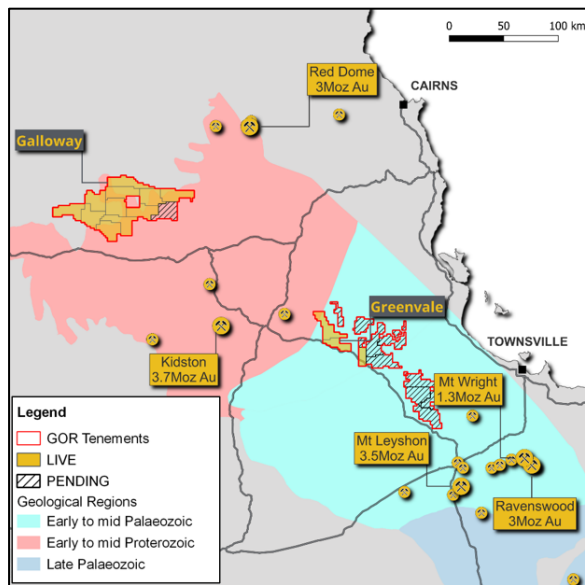 0 50 100 km
Red Dome
3Moz Au
CAIRNS
Galloway
Greenvale
TOWNSVILLE
Kidston
3.7Moz Au
Mt Wright
1.3Moz Au
Mt Leyshon
3.5Moz Au
Ravenswood
3Moz Au
Legend
GOR Tenements
LIVE
PENDING
Geological Regions
Early to mid Palaeozoic
Early to mid Proterozoic
Late Palaeozoic